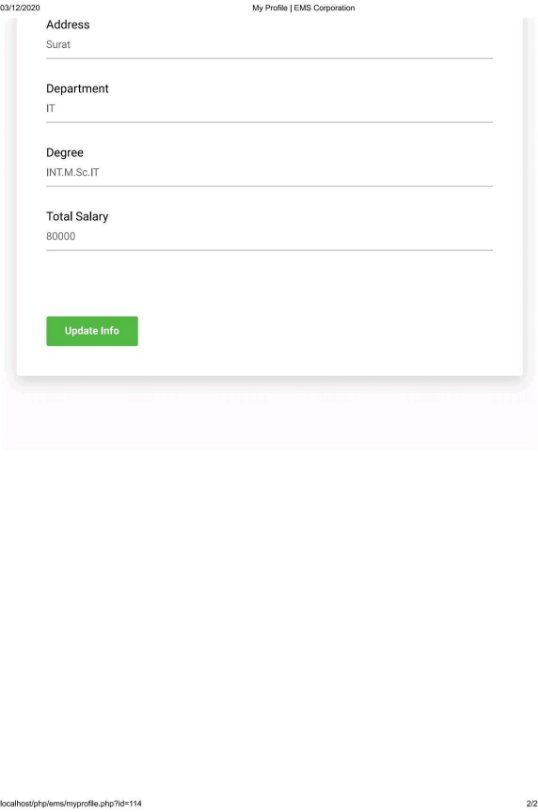 03/12/2020 My Profile | EMS Corporation
Address
Surat
Department
IT
Degree
INT.M.Sc.IT
Total Salary
80000
Update Info
localhost/php/ems/myprofile.php?id=114 2/2